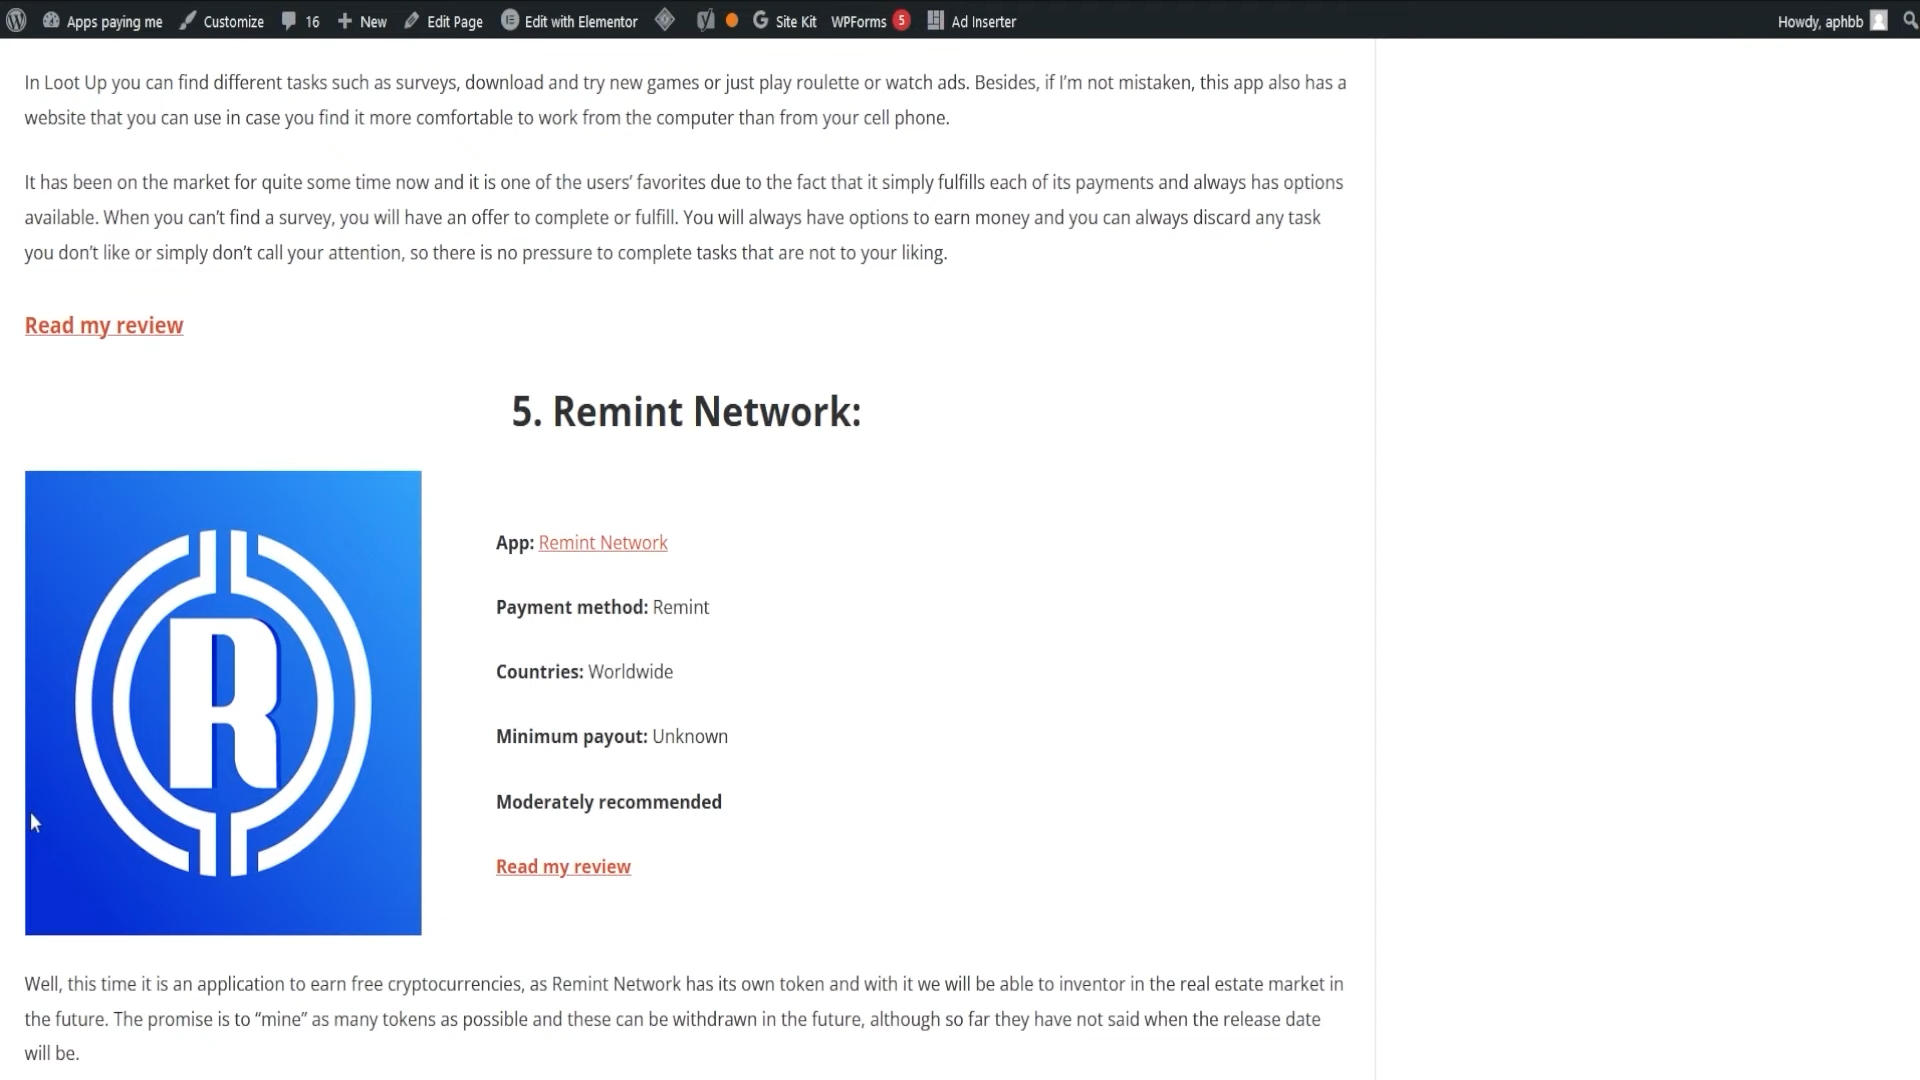 Apps paying me Customize 16 New Edit Page Edit with Elementor Site Kit WPForms 5 Ad Inserter Howdy, aphbb
In Loot Up you can find different tasks such as surveys, download and try new games or just play roulette or watch ads. Besides, if I’m not mistaken, this app also has a
website that you can use in case you find it more comfortable to work from the computer than from your cell phone.
It has been on the market for quite some time now and it is one of the users’ favorites due to the fact that it simply fulfills each of its payments and always has options
available. When you can’t find a survey, you will have an offer to complete or fulfill. You will always have options to earn money and you can always discard any task
you don’t like or simply don’t call your attention, so there is no pressure to complete tasks that are not to your liking.
Read my review
5. Remint Network:
R
App: Remint Network
Payment method: Remint
Countries: Worldwide
Minimum payout: Unknown
Moderately recommended
Read my review
Well, this time it is an application to earn free cryptocurrencies, as Remint Network has its own token and with it we will be able to inventor in the real estate market in
the future. The promise is to “mine” as many tokens as possible and these can be withdrawn in the future, although so far they have not said when the release date
will be.